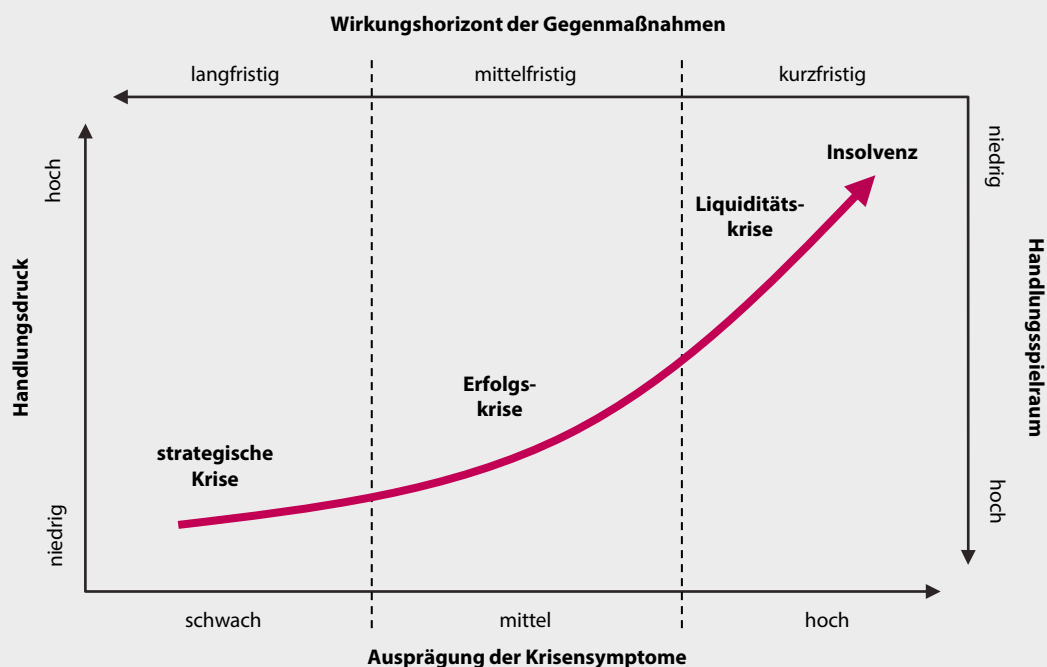 Wirkungshorizont der Gegenmaßnahmen
langfristig
mittelfristig
kurzfristig
hoch
niedrig
Insolvenz
Liquiditäts-
krise
Handlungsdruck
Handlungsspielraum
Erfolgs-
krise
strategische
Krise
niedrig
hoch
schwach
mittel
hoch
Ausprägung der Krisensymptome